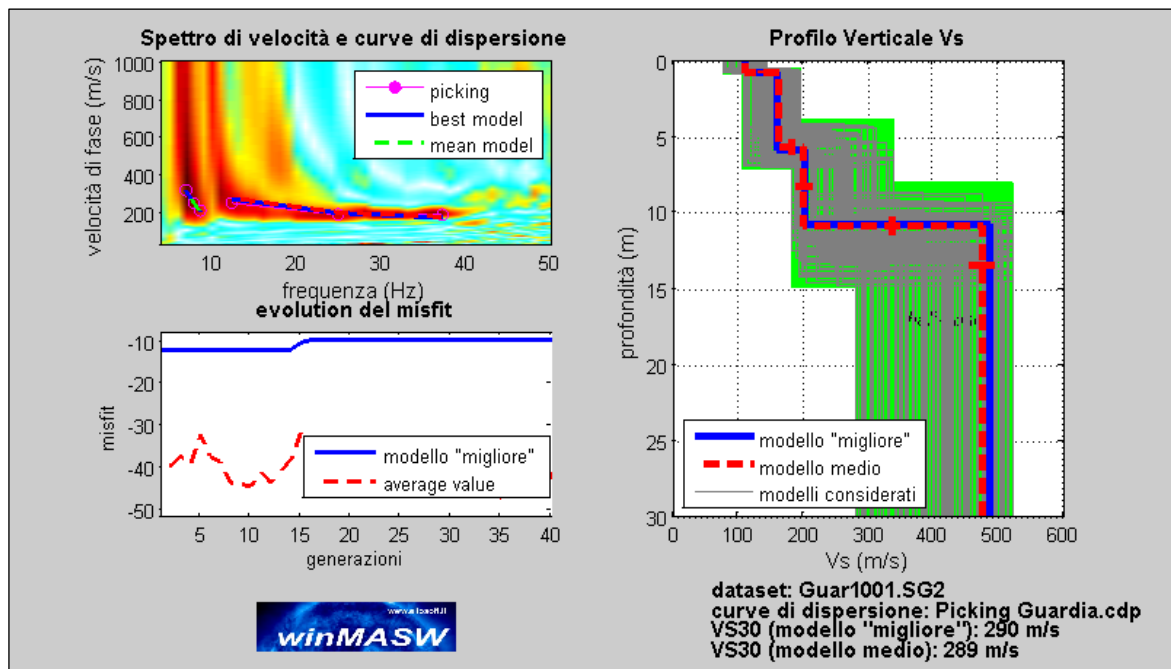 Spettro di velocità e curve di dispersione
velocità di fase (m/s)
1000
800
600
400
200
picking
best model
mean model
10
20
30
40
50
frequenza (Hz)
evolution del misfit
misfit
-10
-20
-30
-40
-50
modello "migliore"
average value
5
10
15
20
25
30
35
40
generazioni
www.eliosoft.it
winMASW
Profilo Verticale Vs
profondità (m)
0
5
10
15
20
25
30
modello "migliore"
modello medio
modelli considerati
0
100
200
300
400
500
600
Vs (m/s)
dataset: Guar1001.SG2
curve di dispersione: Picking Guardia.cdp
VS30 (modello "migliore"): 290 m/s
VS30 (modello medio): 289 m/s